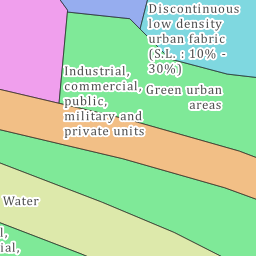 Discontinuous
low density
urban fabric
(S.L. : 10% -
30%)
Industrial,
commercial,
public,
military and
private units
Green urban
areas
Water
l,
ial,